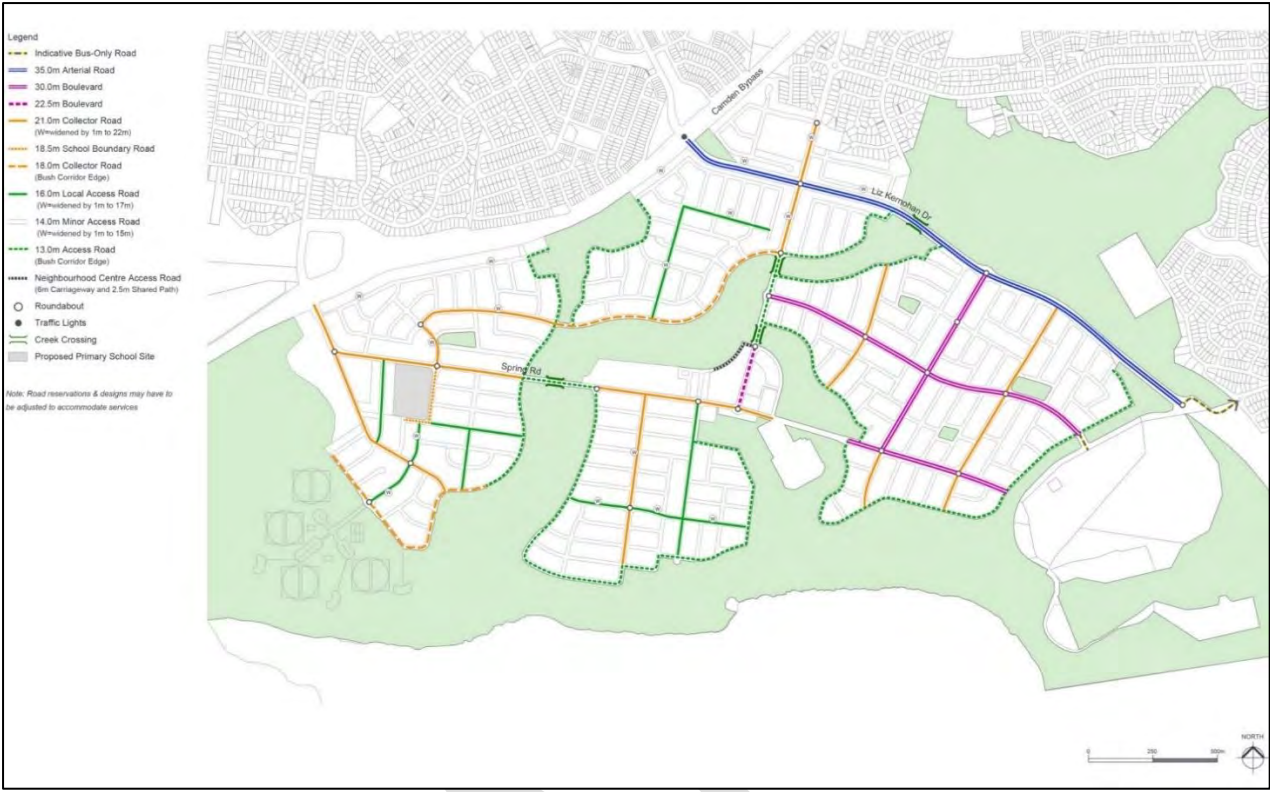 Legend
Indicative Bus-Only Road
35.0m Arterial Road
30.0m Boulevard
22.5m Boulevard
21.0m Collector Road
(W=widened by 1m to 22m)
18.5m School Boundary Road
18.0m Collector Road
(Bush Corridor Edge)
16.0m Local Access Road
(W=widened by 1m to 17m)
14.0m Minor Access Road
(W=widened by 1m to 15m)
13.0m Access Road
(Bush Corridor Edge)
Neighbourhood Centre Access Road
(6m Carriageway and 2.5m Shared Path)
Roundabout
Traffic Lights
Creek Crossing
Proposed Primary School Site
Note: Road reservations & designs may have to
be adjusted to accommodate services
Camden Bypass
W
W
W
W
Liz Kernohan Dr
W
W
W
W
W
W
W
Spring Rd
W
W
W
W
W
W
NORTH
0 250 500m